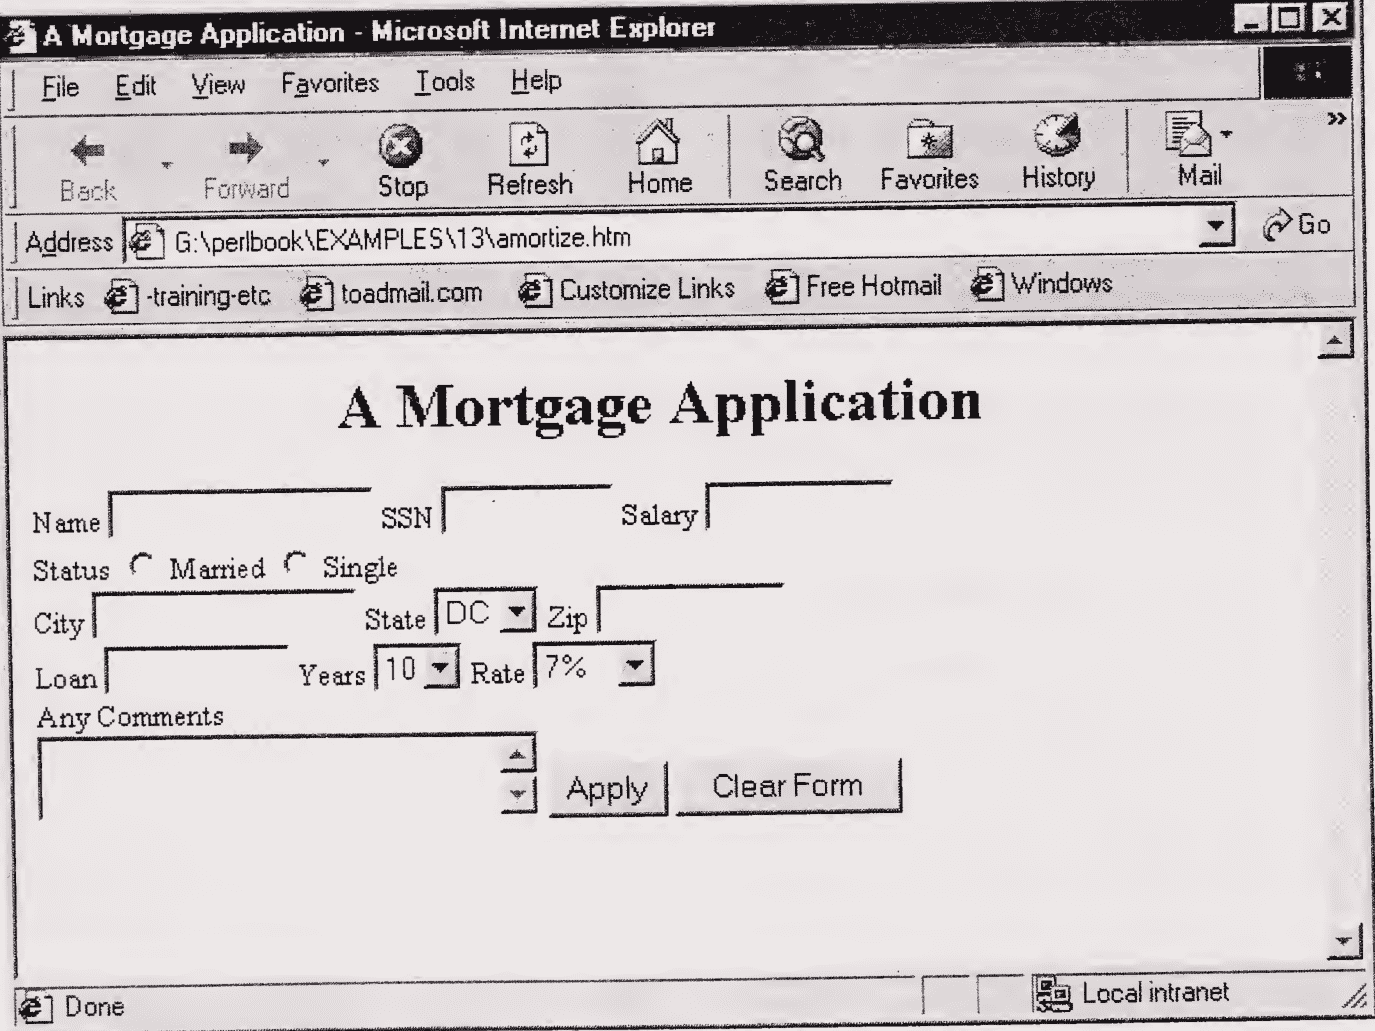 A Mortgage Application - Microsoft Internet Explorer
File Edit View Favorites Tools Help
Back Forward Stop Refresh Home Search Favorites History Mail »
Address G:\perlbook\EXAMPLES\13\amortize.htm Go
Links -training-etc toadmail.com Customize Links Free Hotmail Windows
A Mortgage Application
Name SSN Salary
Status Married Single
City State DC Zip
Loan Years 10 Rate 7%
Any Comments
Apply Clear Form
Done Local intranet